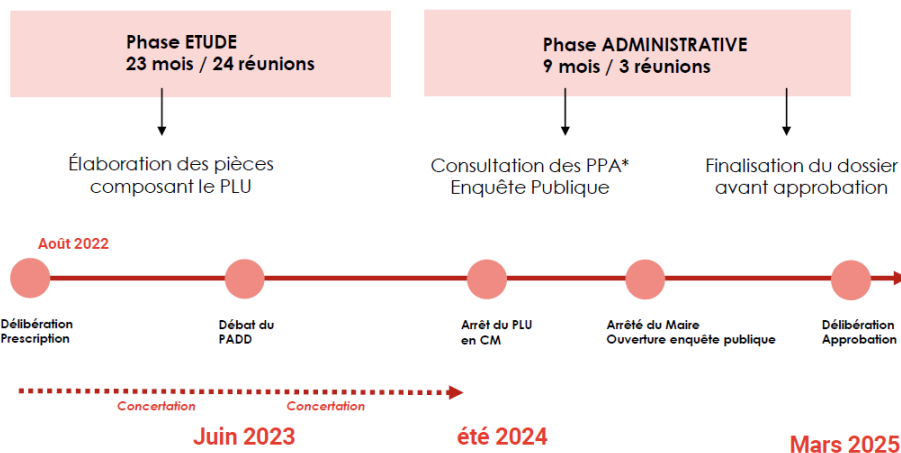 Phase ETUDE
23 mois / 24 réunions
Phase ADMINISTRATIVE
9 mois / 3 réunions
Élaboration des pièces
composant le PLU
Consultation des PPA*
Enquête Publique
Finalisation du dossier
avant approbation
Août 2022
Délibération
Prescription
Débat du
PADD
Arrêt du PLU
en CM
Arrêté du Maire
Ouverture enquête publique
Délibération
Approbation
Concertation
Concertation
Juin 2023
été 2024
Mars 2025